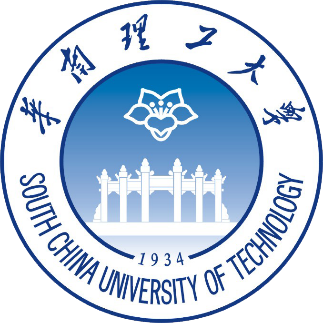 华南理工大学
1934
SOUTH CHINA UNIVERSITY OF TECHNOLOGY